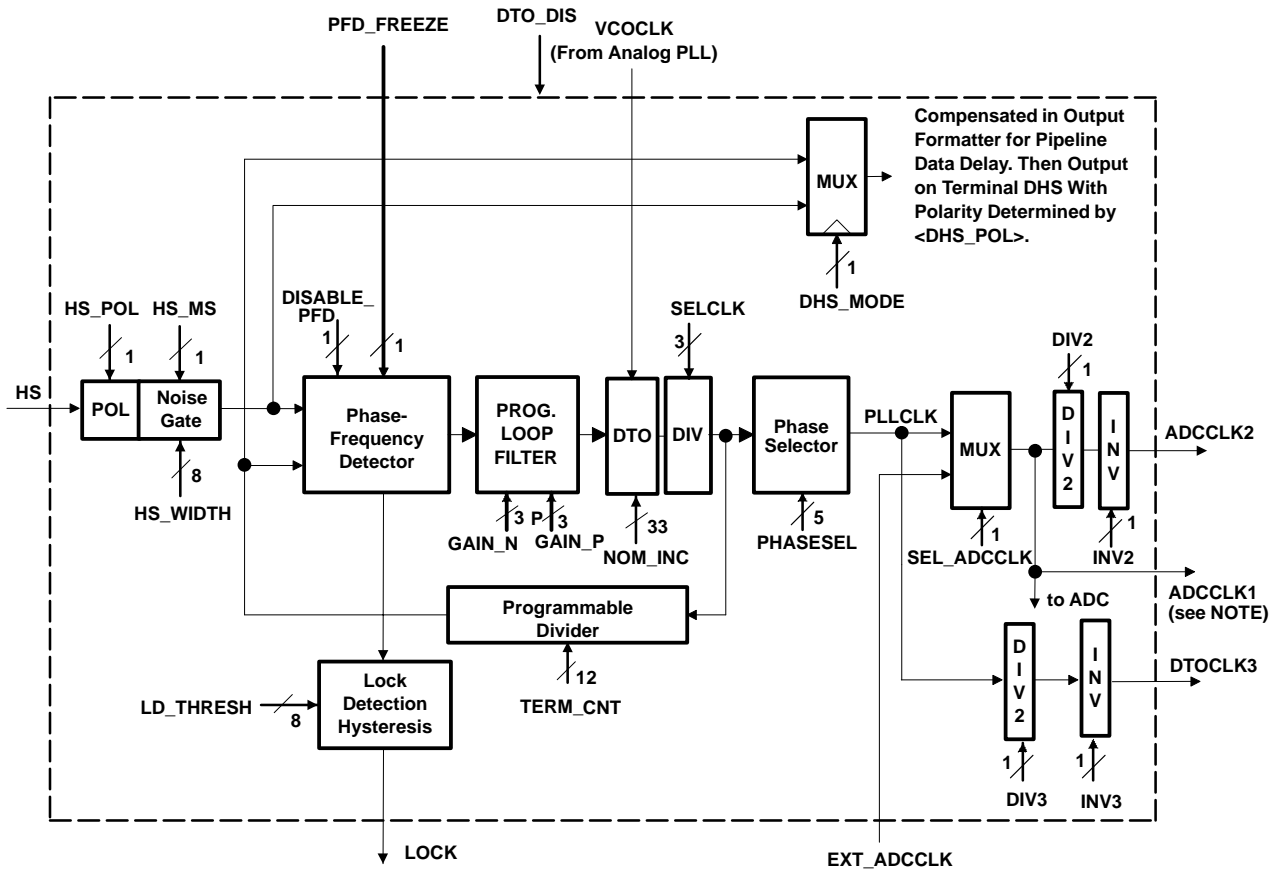 PFD_FREEZE
DTO_DIS
VCOCLK
(From Analog PLL)
Compensated in Output
Formatter for Pipeline
Data Delay. Then Output
on Terminal DHS With
Polarity Determined by
<DHS_POL>.
MUX
1
DHS_MODE
HS_POL
HS_MS
DISABLE_
PFD
SELCLK
DIV2
1
1
1
1
3
1
HS
POL
Noise
Gate
8
HS_WIDTH
Phase-
Frequency
Detector
PROG.
LOOP
FILTER
DTO
DIV
Phase
Selector
PLLCLK
MUX
D
I
V
2
I
N
V
ADCCLK2
3
P
3
33
5
1
1
GAIN_N
GAIN_P
NOM_INC
PHASESEL
SEL_ADCCLK
INV2
ADCCLK1
(see NOTE)
to ADC
Programmable
Divider
12
TERM_CNT
D
I
V
2
I
N
V
DTOCLK3
1
1
DIV3
INV3
LD_THRESH
8
Lock
Detection
Hysteresis
LOCK
EXT_ADCCLK